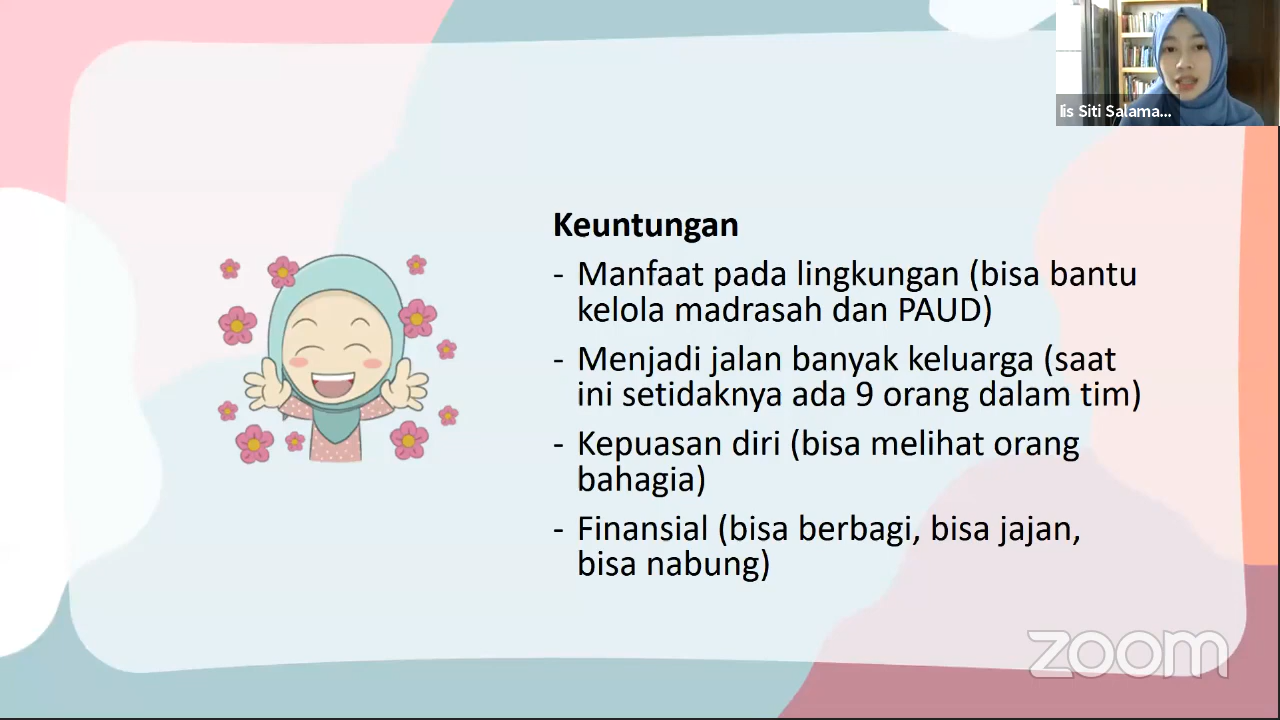 Iis Siti Salama...
Keuntungan
- Manfaat pada lingkungan (bisa bantu
kelola madrasah dan PAUD)
- Menjadi jalan banyak keluarga (saat
ini setidaknya ada 9 orang dalam tim)
- Kepuasan diri (bisa melihat orang
bahagia)
- Finansial (bisa berbagi, bisa jajan,
bisa nabung)
zoom